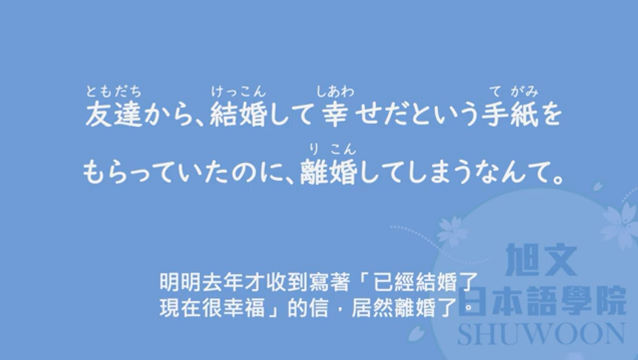 ともだち けっこん しあわ て がみ
友達から、結婚して幸せだという手紙を
り こん
もらっていたのに、離婚してしまうなんて。
明明去年才收到寫著「已經結婚了
現在很幸福」的信，居然離婚了。
旭文
日本語學院
SHUWOON